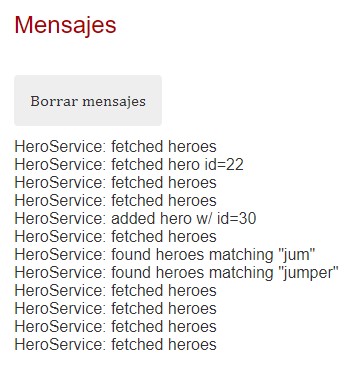 Mensajes
Borrar mensajes
HeroService: fetched heroes
HeroService: fetched hero id=22
HeroService: fetched heroes
HeroService: fetched heroes
HeroService: added hero w/ id=30
HeroService: fetched heroes
HeroService: found heroes matching "jum"
HeroService: found heroes matching "jumper"
HeroService: fetched heroes
HeroService: fetched heroes
HeroService: fetched heroes
HeroService: fetched heroes